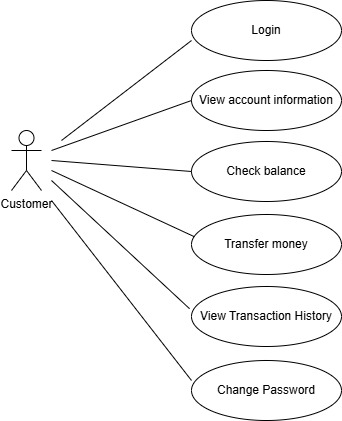 Login
View account information
Check balance
Customer
Transfer money
View Transaction History
Change Password